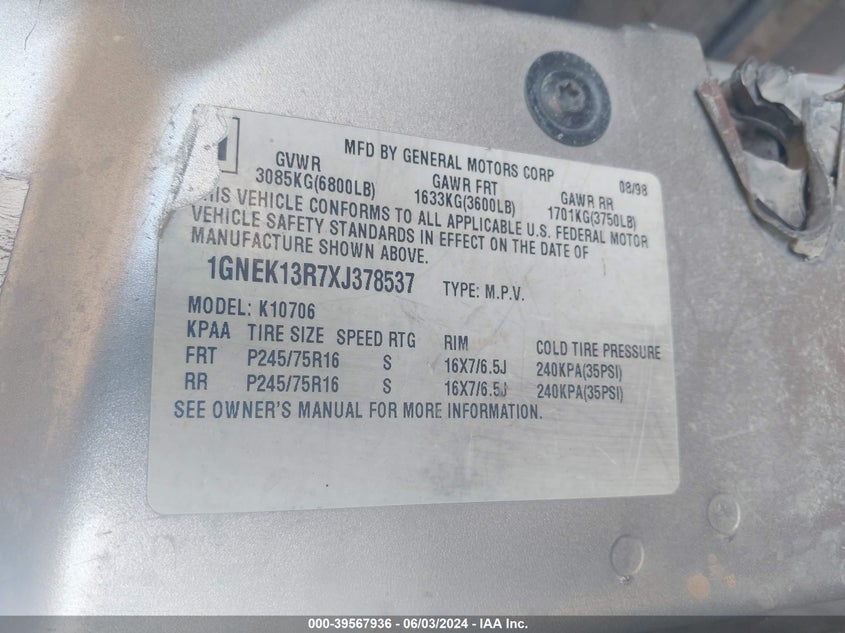 MFD BY GENERAL MOTORS CORP 08/98
GVWR GAWR FRT GAWR RR
3085KG(6800LB) 1633KG(3600LB) 1701KG(3750LB)
THIS VEHICLE CONFORMS TO ALL APPLICABLE U.S. FEDERAL MOTOR
VEHICLE SAFETY STANDARDS IN EFFECT ON THE DATE OF
MANUFACTURE SHOWN ABOVE.
1GNEK13R7XJ378537 TYPE: M.P.V.
MODEL: K10706
KPAA TIRE SIZE SPEED RTG RIM COLD TIRE PRESSURE
FRT P245/75R16 S 16X7/6.5J 240KPA(35PSI)
RR P245/75R16 S 16X7/6.5J 240KPA(35PSI)
SEE OWNER'S MANUAL FOR MORE INFORMATION.
000-39567936 - 06/03/2024 - IAA Inc.